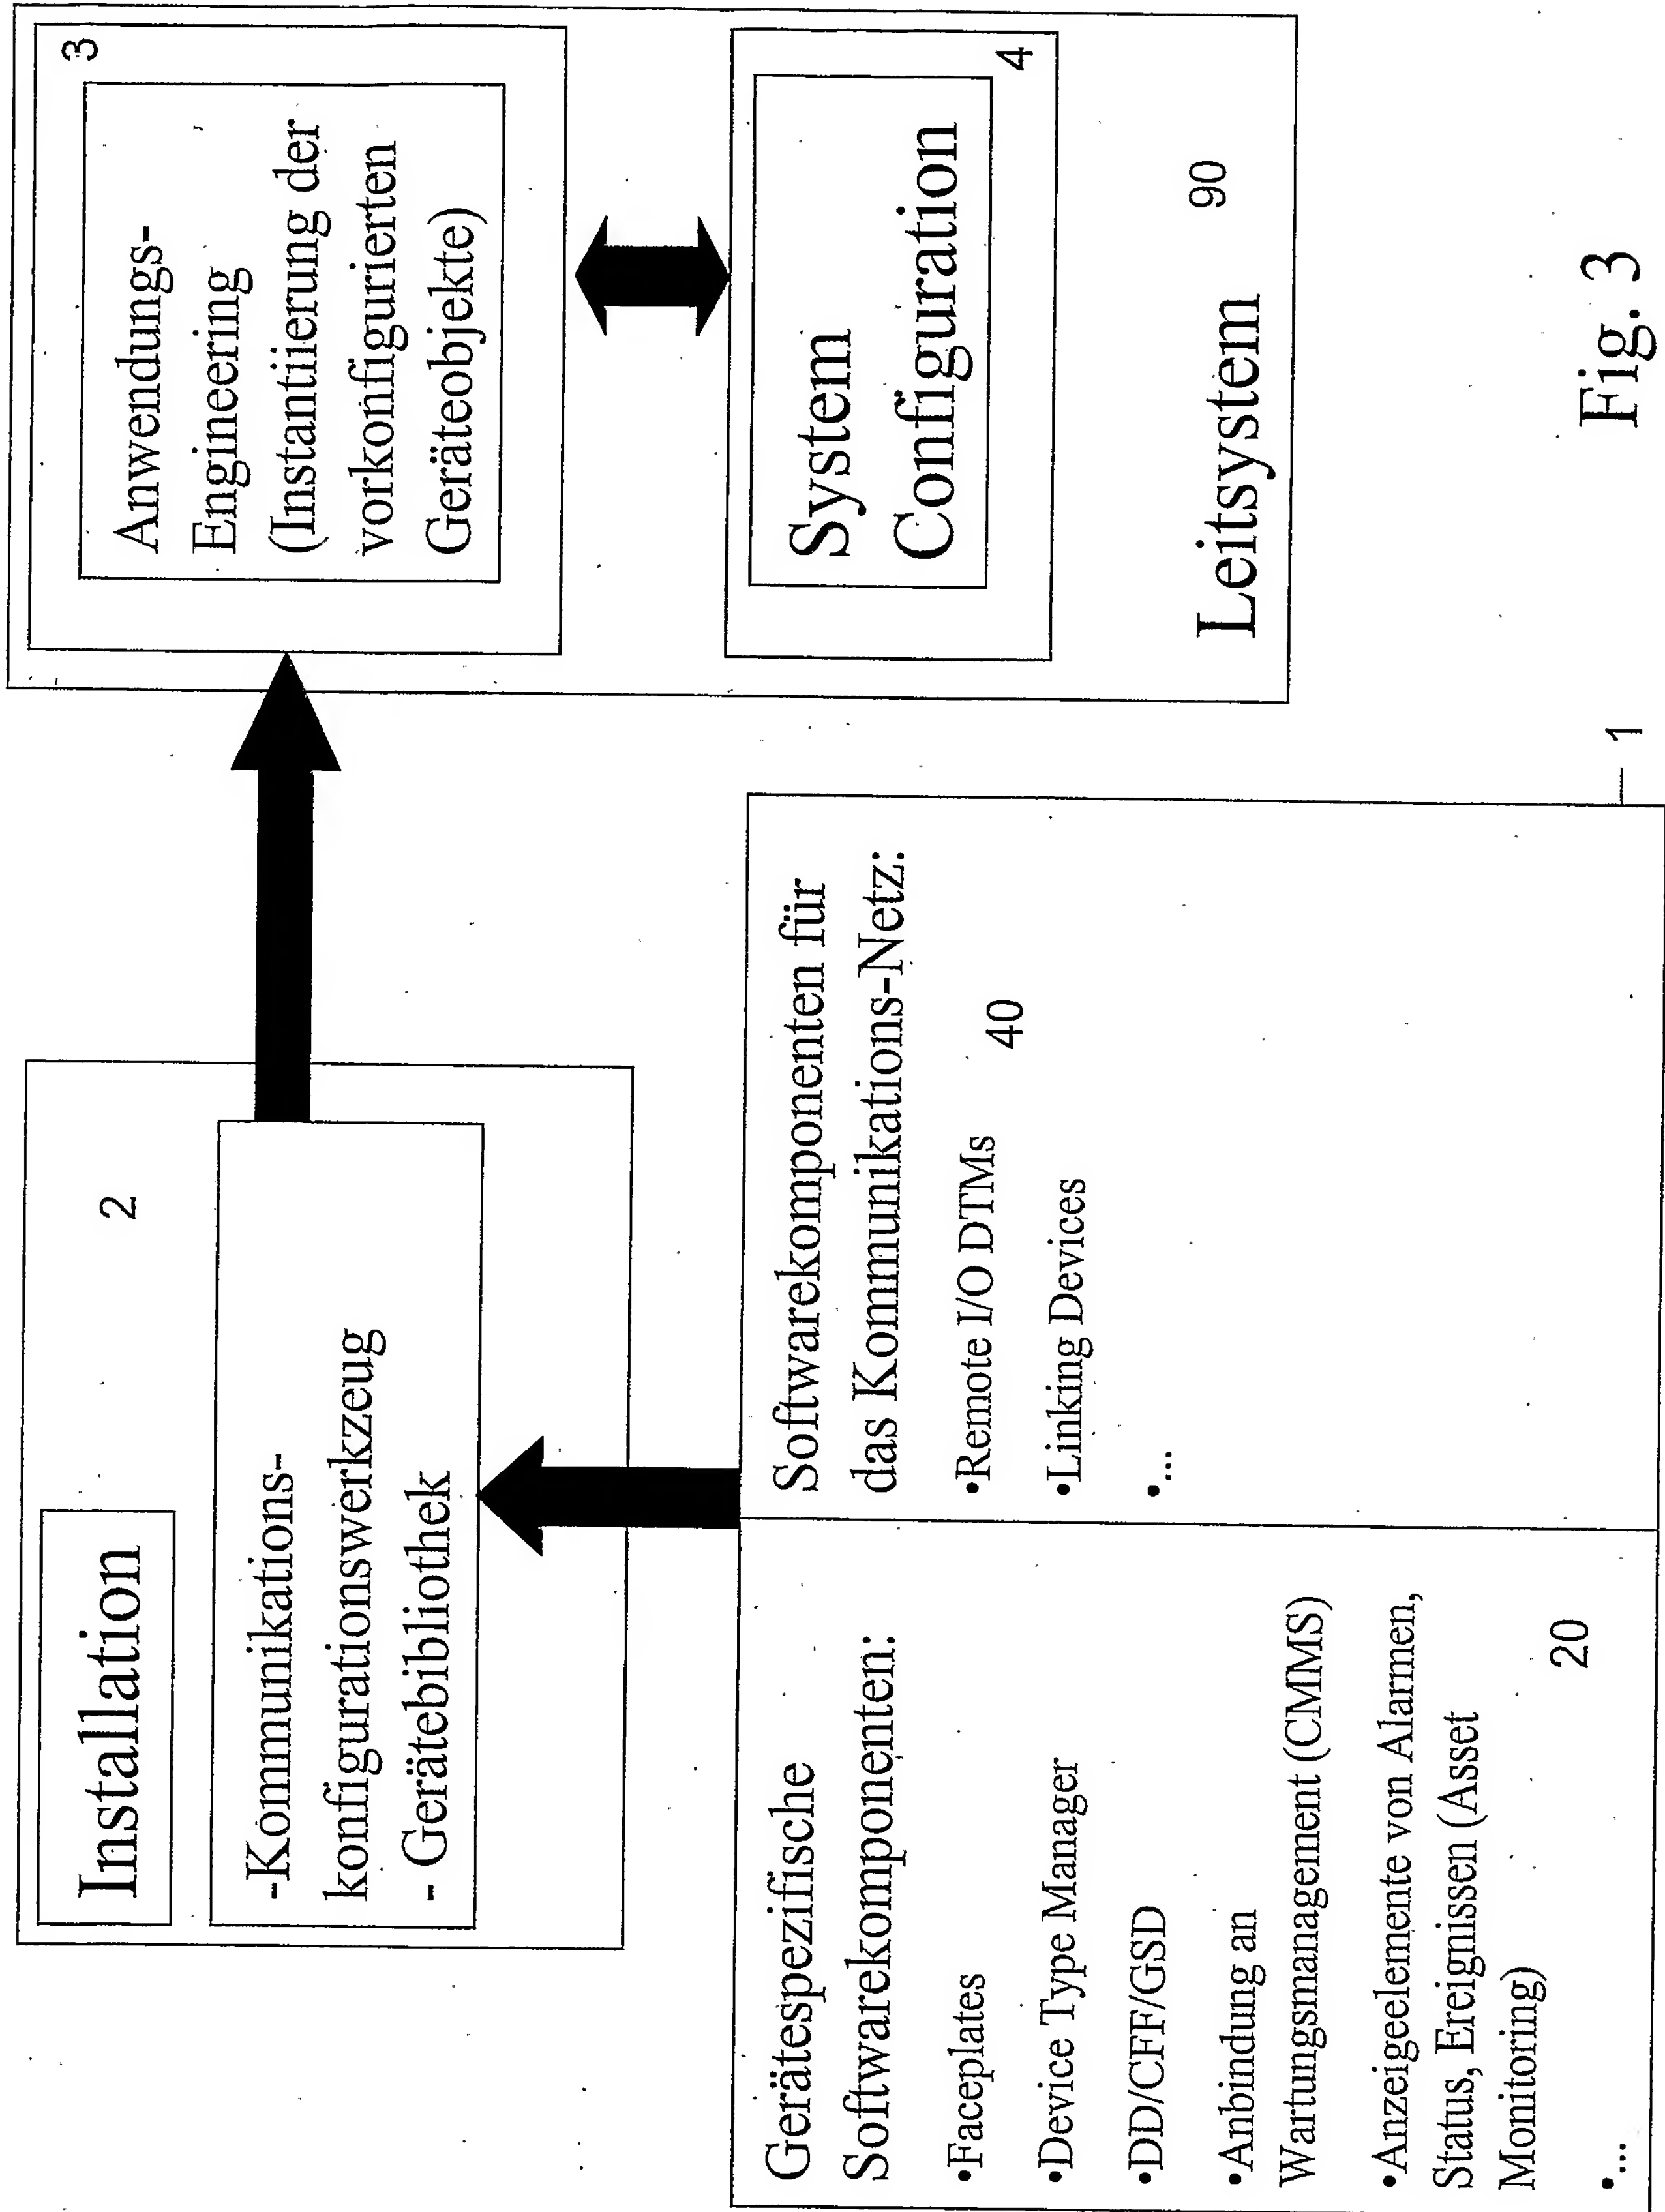 Installation
2
-Kommunikations-
konfigurationswerkzeug
- Gerätebibliothek
3
Anwendungs-
Engineering
(Instantiierung der
vorkonfigurierten
Geräteobjekte)
System
Configuration
4
Leitsystem
90
Gerätespezifische
Softwarekomponenten:
•Faceplates
•Device Type Manager
•DD/CFF/GSD
•Anbindung an
Wartungsmanagement (CMMS)
•Anzeigeelemente von Alarmen,
Status, Ereignissen (Asset
Monitoring)
•...
20
Softwarekomponenten für
das Kommunikations-Netz:
•Remote I/O DTMs
40
•Linking Devices
•...
1
Fig. 3